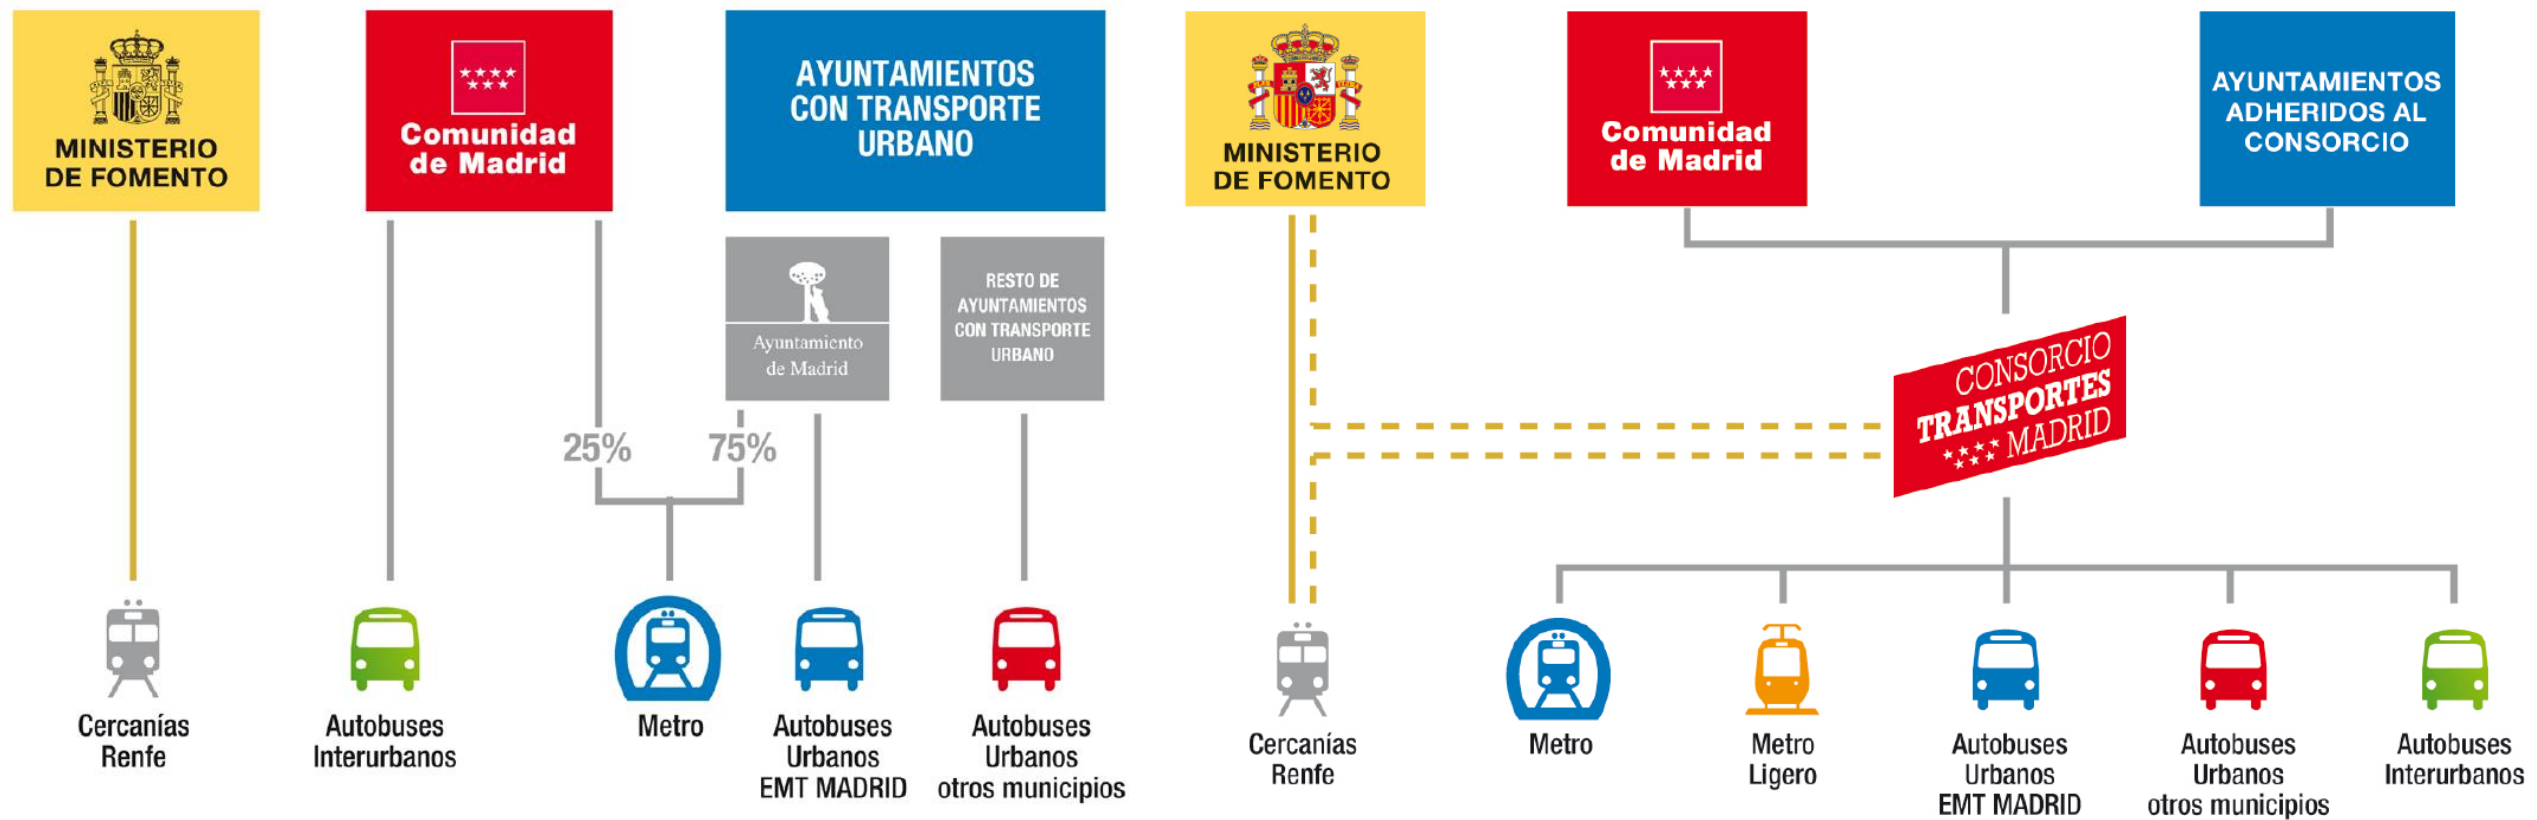 MINISTERIO
DE FOMENTO
Comunidad
de Madrid
AYUNTAMIENTOS
CON TRANSPORTE
URBANO
Ayuntamiento
de Madrid
RESTO DE
AYUNTAMIENTOS
CON TRANSPORTE
URBANO
25%
75%
Cercanías
Renfe
Autobuses
Interurbanos
Metro
Autobuses
Urbanos
EMT MADRID
Autobuses
Urbanos
otros municipios
MINISTERIO
DE FOMENTO
Comunidad
de Madrid
AYUNTAMIENTOS
ADHERIDOS AL
CONSORCIO
CONSORCIO
TRANSPORTES
MADRID
Cercanías
Renfe
Metro
Metro
Ligero
Autobuses
Urbanos
EMT MADRID
Autobuses
Urbanos
otros municipios
Autobuses
Interurbanos